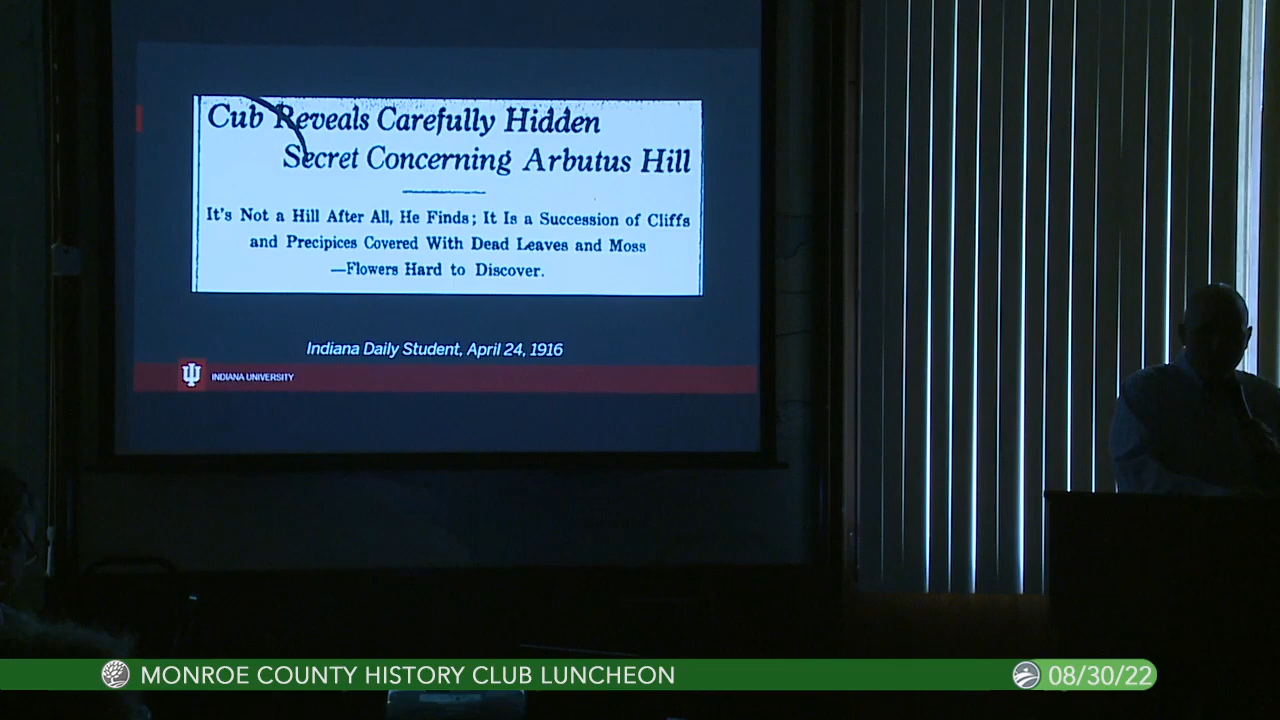 Cub Reveals Carefully Hidden
Secret Concerning Arbutus Hill
It's Not a Hill After All, He Finds; It Is a Succession of Cliffs
and Precipices Covered With Dead Leaves and Moss
—Flowers Hard to Discover.
Indiana Daily Student, April 24, 1916
INDIANA UNIVERSITY
MONROE COUNTY HISTORY CLUB LUNCHEON
08/30/22